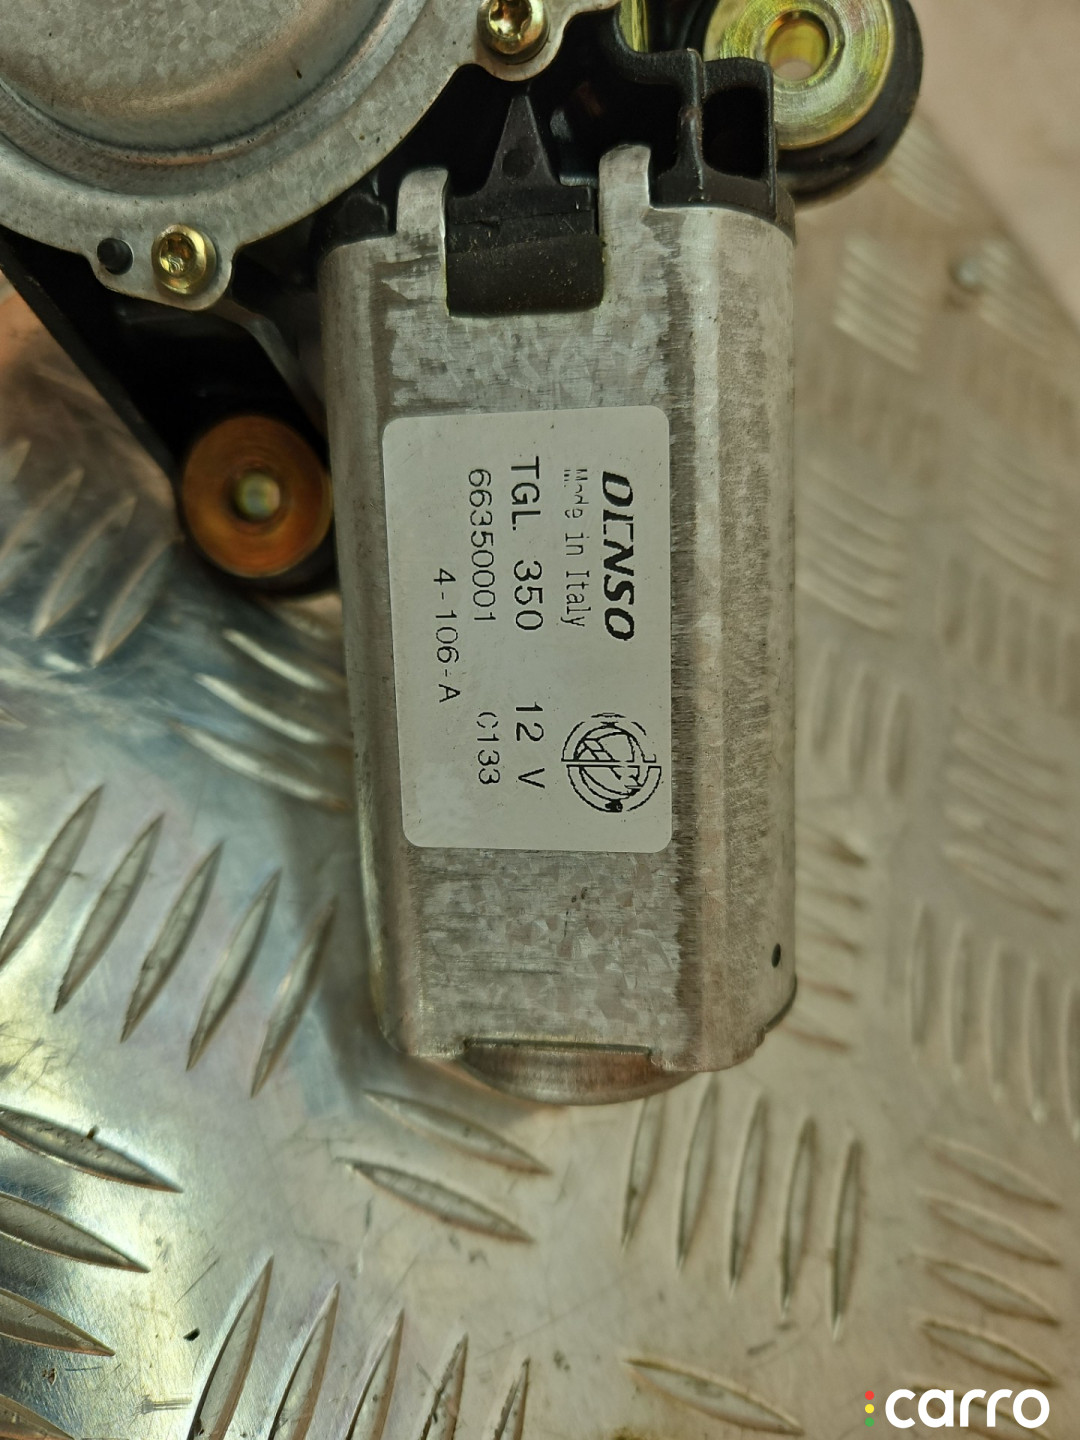 DENSO
Made in Italy
TGL. 350 12 V
66350001 C133
4-106-A
carro